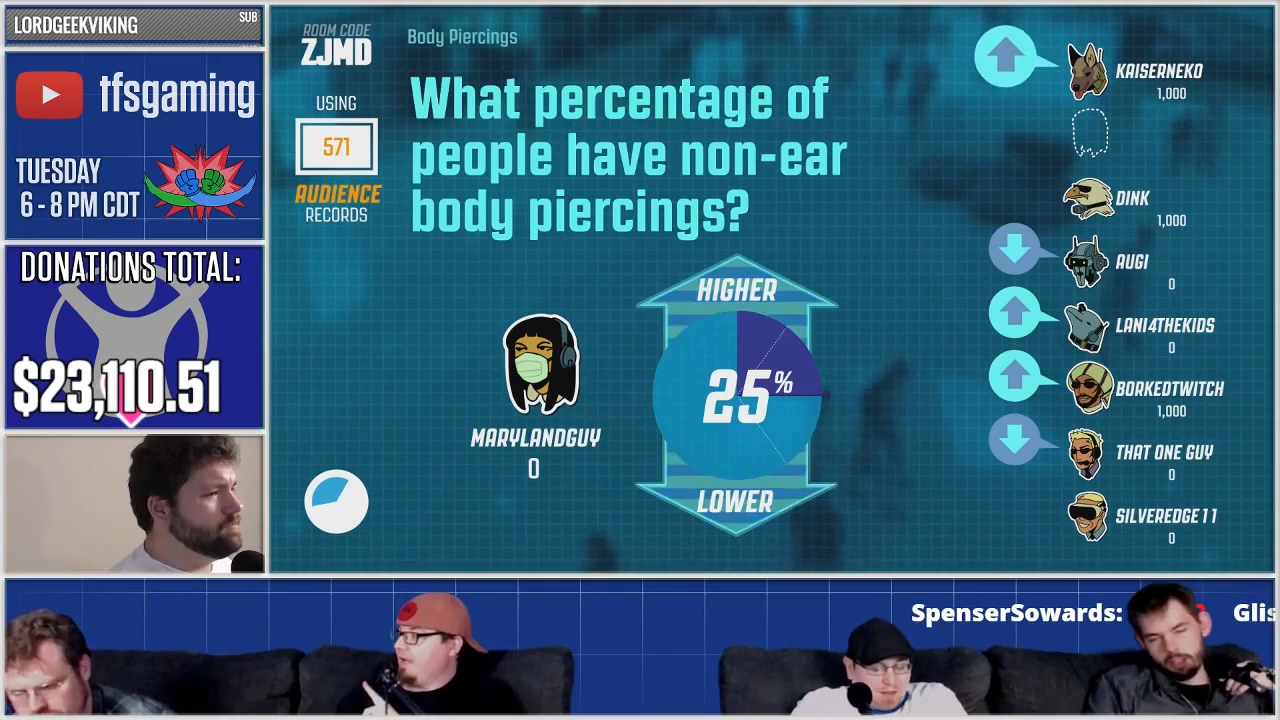 LORDGEEKVIKING
SUB
tfsgaming
TUESDAY
6 - 8 PM CDT
DONATIONS TOTAL:
$23,110.51
ROOM CODE
ZJMD
USING
571
AUDIENCE
RECORDS
Body Piercings
What percentage of
people have non-ear
body piercings?
MARYLANDGUY
0
HIGHER
25%
LOWER
KAISERNEKO
1,000
DINK
1,000
AUGI
0
LANI4THEKIDS
0
BORKEDTWITCH
1,000
THAT ONE GUY
0
SILVEREDGE11
0
SpenserSowards:
Glis